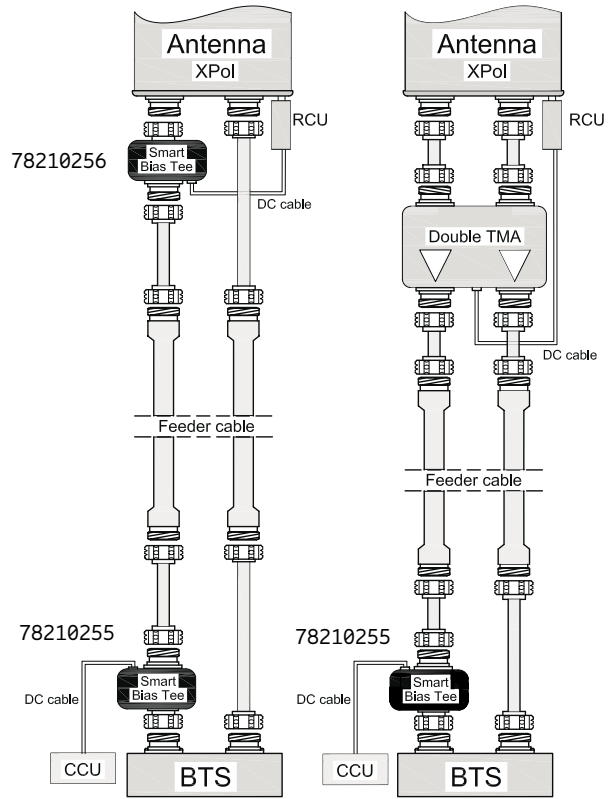 Antenna
XPol
RCU
78210256
Smart
Bias Tee
DC cable
Feeder cable
78210255
Smart
Bias Tee
DC cable
CCU
BTS
Antenna
XPol
RCU
Double TMA
DC cable
Feeder cable
78210255
Smart
Bias Tee
DC cable
CCU
BTS